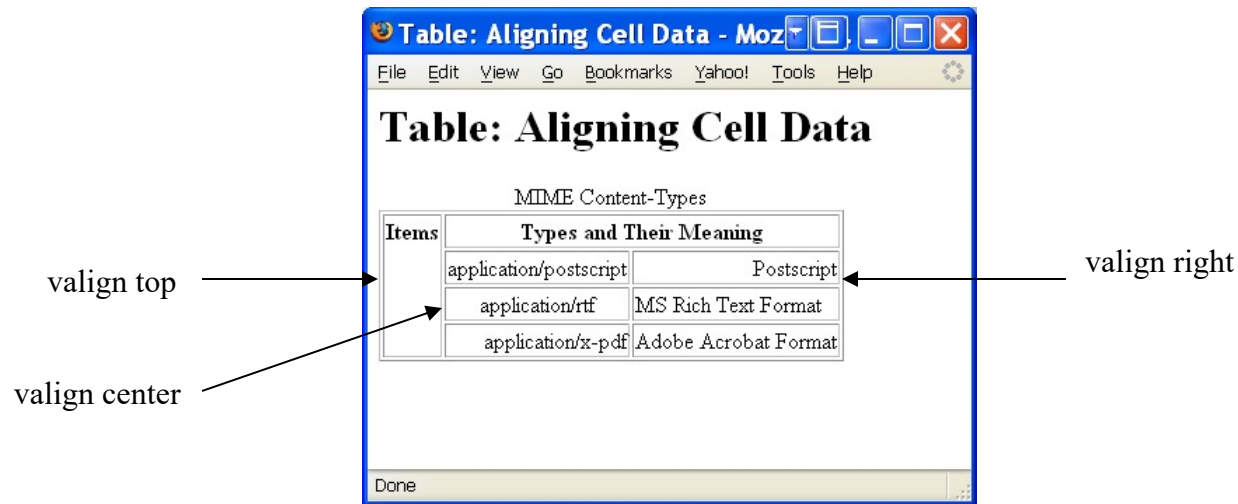 Table: Aligning Cell Data - Moz
File Edit View Go Bookmarks Yahoo! Tools Help
Table: Aligning Cell Data
MIME Content-Types
Items Types and Their Meaning
application/postscript Postscript
application/rtf MS Rich Text Format
application/x-pdf Adobe Acrobat Format
valign top
valign center
valign right
Done